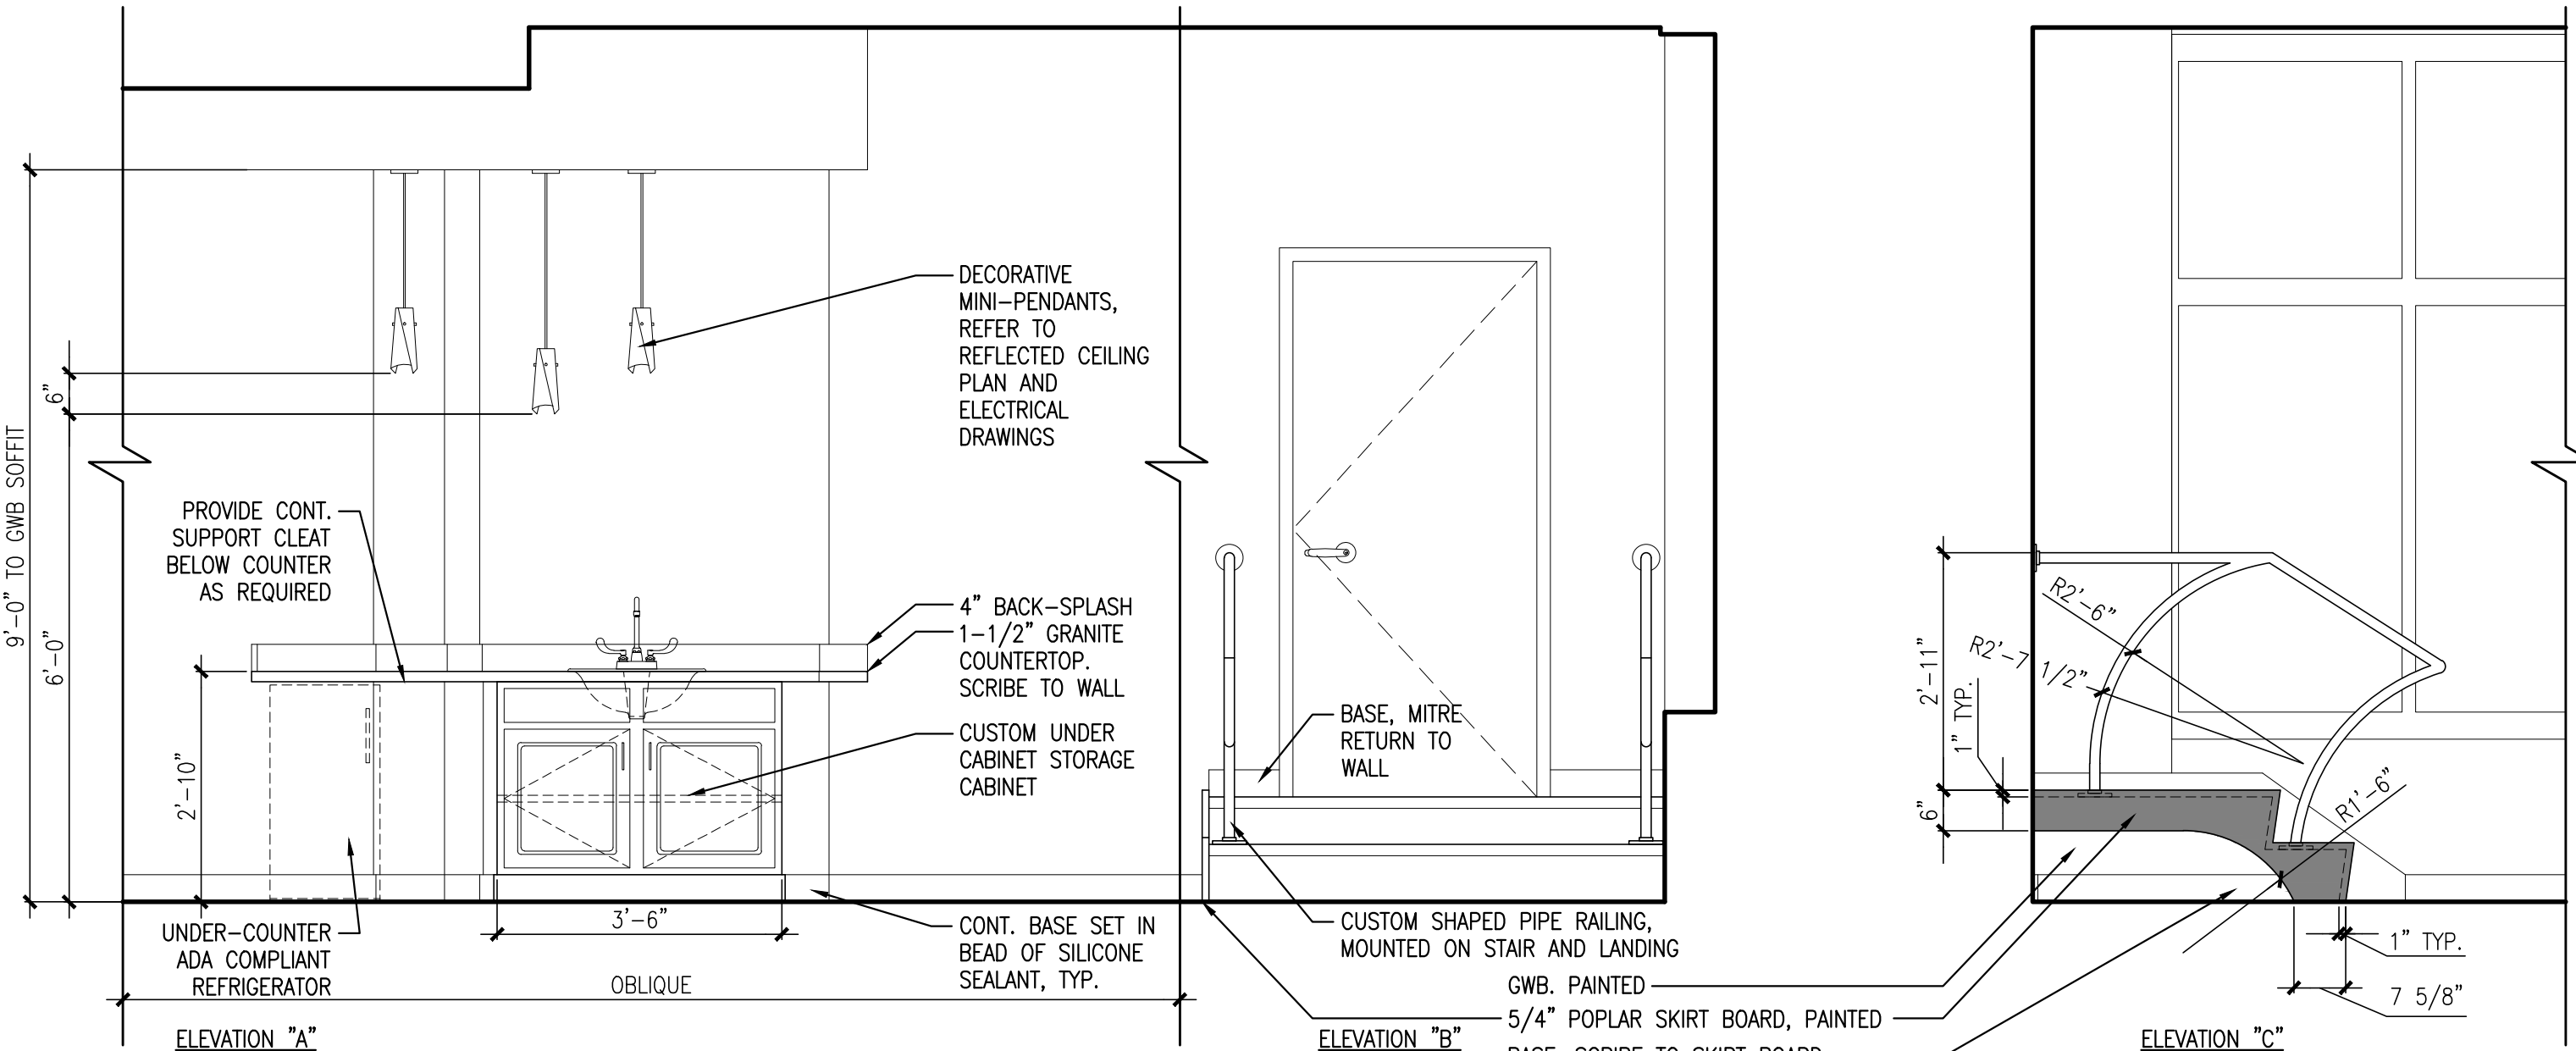 DECORATIVE
MINI-PENDANTS,
REFER TO
REFLECTED CEILING
PLAN AND
ELECTRICAL
DRAWINGS
9'-0" TO GWB SOFFIT
6"
6'-0"
PROVIDE CONT.
SUPPORT CLEAT
BELOW COUNTER
AS REQUIRED
2'-10"
4" BACK-SPLASH
1-1/2" GRANITE
COUNTERTOP.
SCRIBE TO WALL
CUSTOM UNDER
CABINET STORAGE
CABINET
UNDER-COUNTER
ADA COMPLIANT
REFRIGERATOR
3'-6"
CONT. BASE SET IN
BEAD OF SILICONE
SEALANT, TYP.
OBLIQUE
ELEVATION "A"
BASE, MITRE
RETURN TO
WALL
CUSTOM SHAPED PIPE RAILING,
MOUNTED ON STAIR AND LANDING
GWB. PAINTED
5/4" POPLAR SKIRT BOARD, PAINTED
BASE, SCRIBE TO SKIRT BOARD
ELEVATION "B"
2'-11"
1" TYP.
6"
R2'-6"
R2'-7 1/2"
R1'-6"
1" TYP.
7 5/8"
ELEVATION "C"